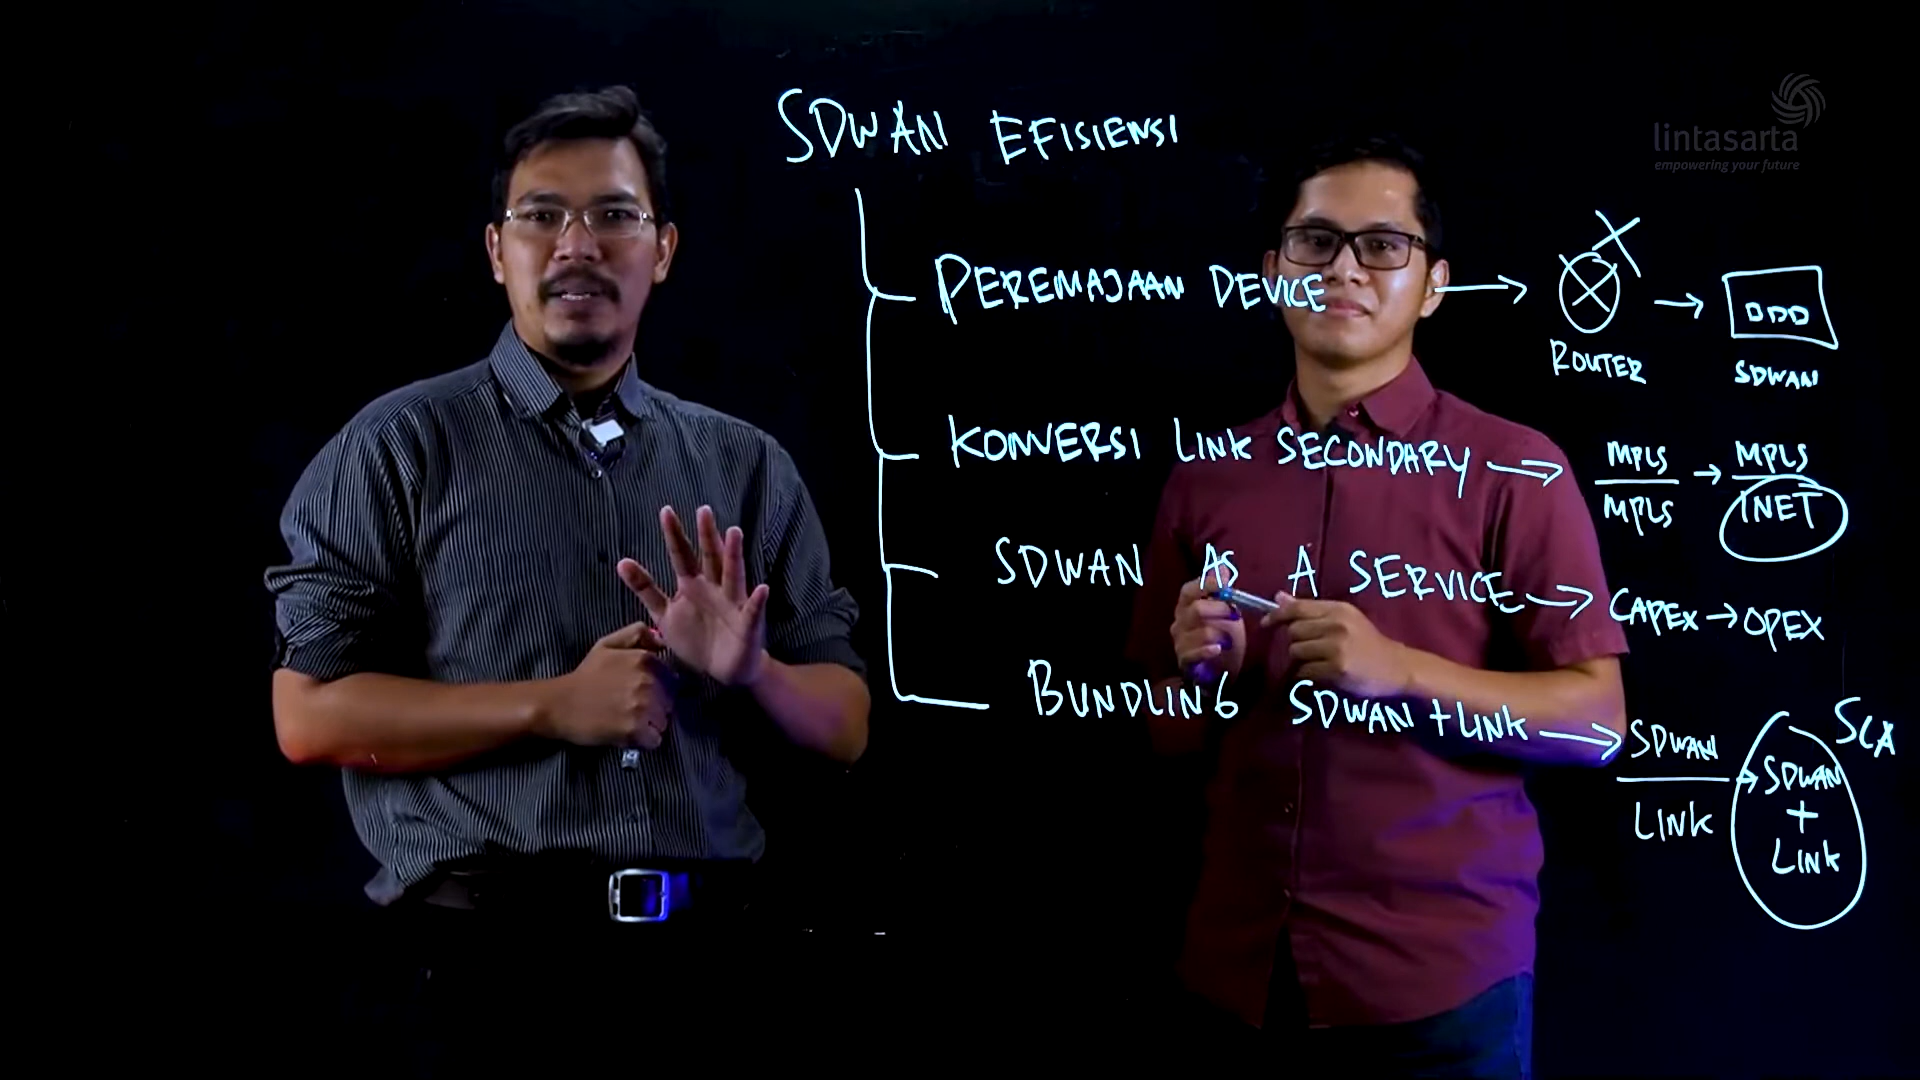 lintasarta
empowering your future
SDWAN EFISIENSI
PEREMAJAAN DEVICE → ROUTER → SDWAN
KONVERSI LINK SECONDARY → MPLS MPLS → MPLS INET
SDWAN AS A SERVICE → CAPEX → OPEX
BUNDLING SDWAN + LINK → SDWAN LINK → SDWAN + LINK
SLA